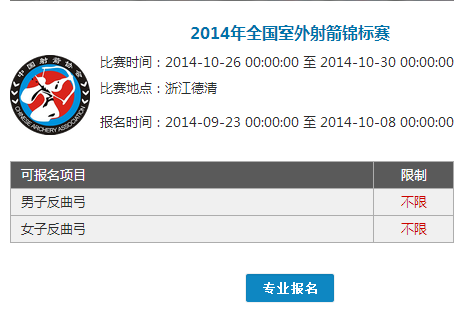 2014年全国室外射箭锦标赛
比赛时间：2014-10-26 00:00:00 至 2014-10-30 00:00:00
比赛地点：浙江德清
报名时间：2014-09-23 00:00:00 至 2014-10-08 00:00:00
中国射箭协会
CHINESE ARCHERY ASSOCIATION
可报名项目 限制
男子反曲弓 不限
女子反曲弓 不限
专业报名